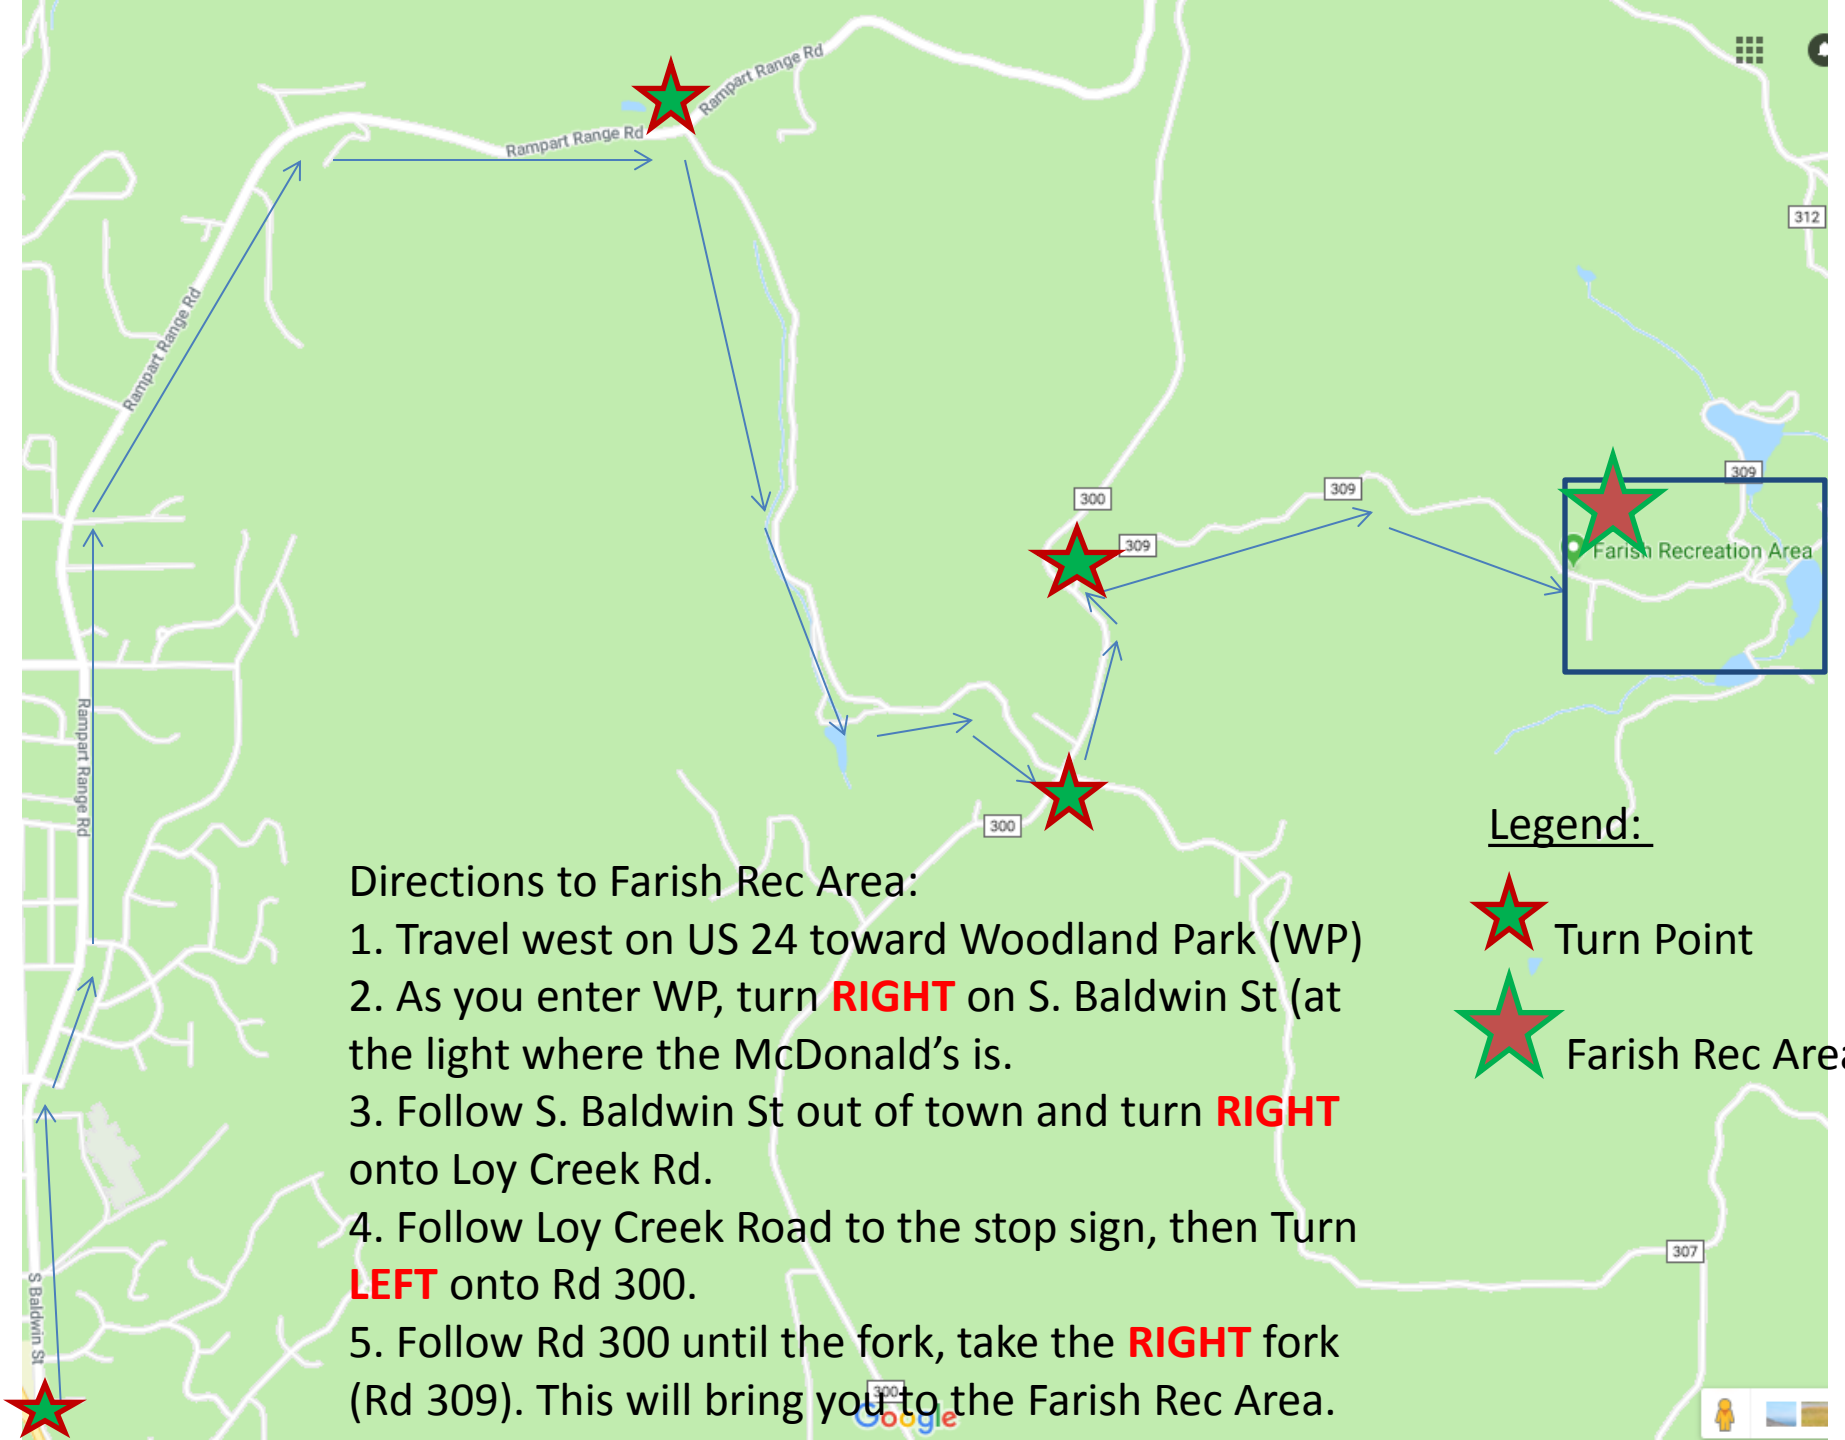 Rampart Range Rd
Rampart Range Rd
312
Rampart Range Rd
309
300
309
309
Farish Recreation Area
Rampart Range Rd
300
Legend:
Turn Point
Farish Rec Area
Directions to Farish Rec Area:
1. Travel west on US 24 toward Woodland Park (WP)
2. As you enter WP, turn RIGHT on S. Baldwin St (at
the light where the McDonald’s is.
3. Follow S. Baldwin St out of town and turn RIGHT
onto Loy Creek Rd.
4. Follow Loy Creek Road to the stop sign, then Turn
LEFT onto Rd 300.
5. Follow Rd 300 until the fork, take the RIGHT fork
(Rd 309). This will bring you to the Farish Rec Area.
307
S Baldwin St
300
Google